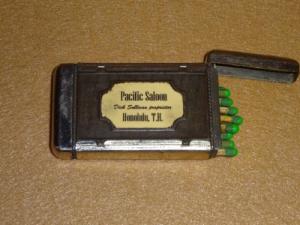 Pacific Saloon
Dick Sullivan proprietor
Honolulu, T.H.